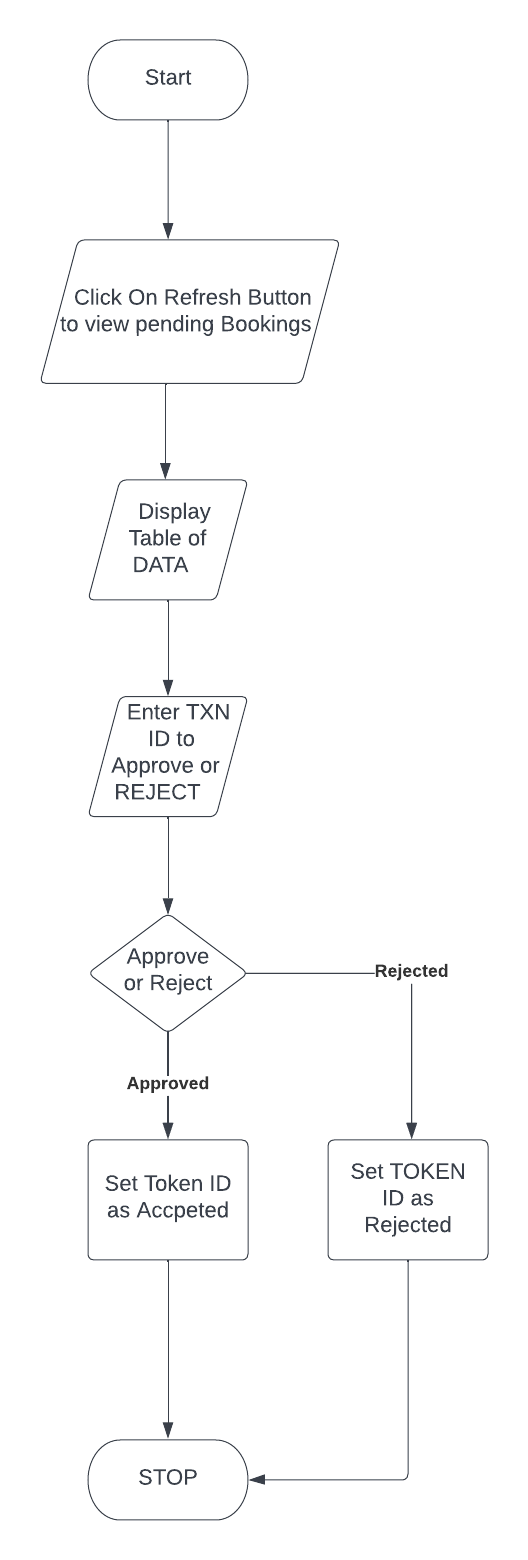 Start
Click On Refresh Button
to view pending Bookings
Display
Table of
DATA
Enter TXN
ID to
Approve or
REJECT
Approve
or Reject
Rejected
Approved
Set Token ID
as Accpeted
Set TOKEN
ID as
Rejected
STOP